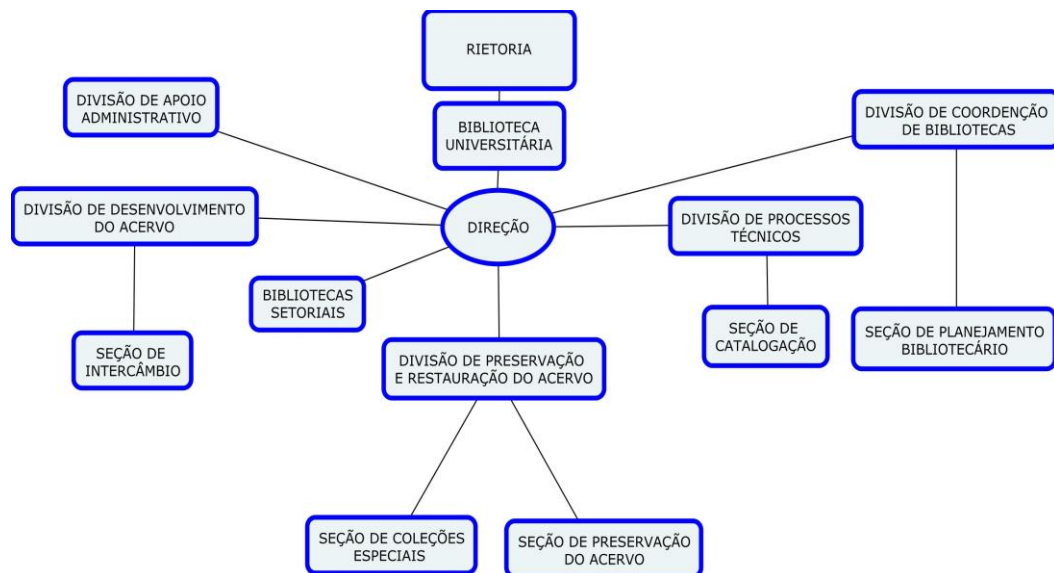 RIETORIA
DIVISÃO DE APOIO
ADMINISTRATIVO
BIBLIOTECA
UNIVERSITÁRIA
DIVISÃO DE COORDENÇÃO
DE BIBLIOTECAS
DIVISÃO DE DESENVOLVIMENTO
DO ACERVO
DIREÇÃO
DIVISÃO DE PROCESSOS
TÉCNICOS
BIBLIOTECAS
SETORIAIS
SEÇÃO DE
INTERCÂMBIO
DIVISÃO DE PRESERVAÇÃO
E RESTAURAÇÃO DO ACERVO
SEÇÃO DE
CATALOGAÇÃO
SEÇÃO DE PLANEJAMENTO
BIBLIOTECÁRIO
SEÇÃO DE COLEÇÕES
ESPECIAIS
SEÇÃO DE PRESERVAÇÃO
DO ACERVO